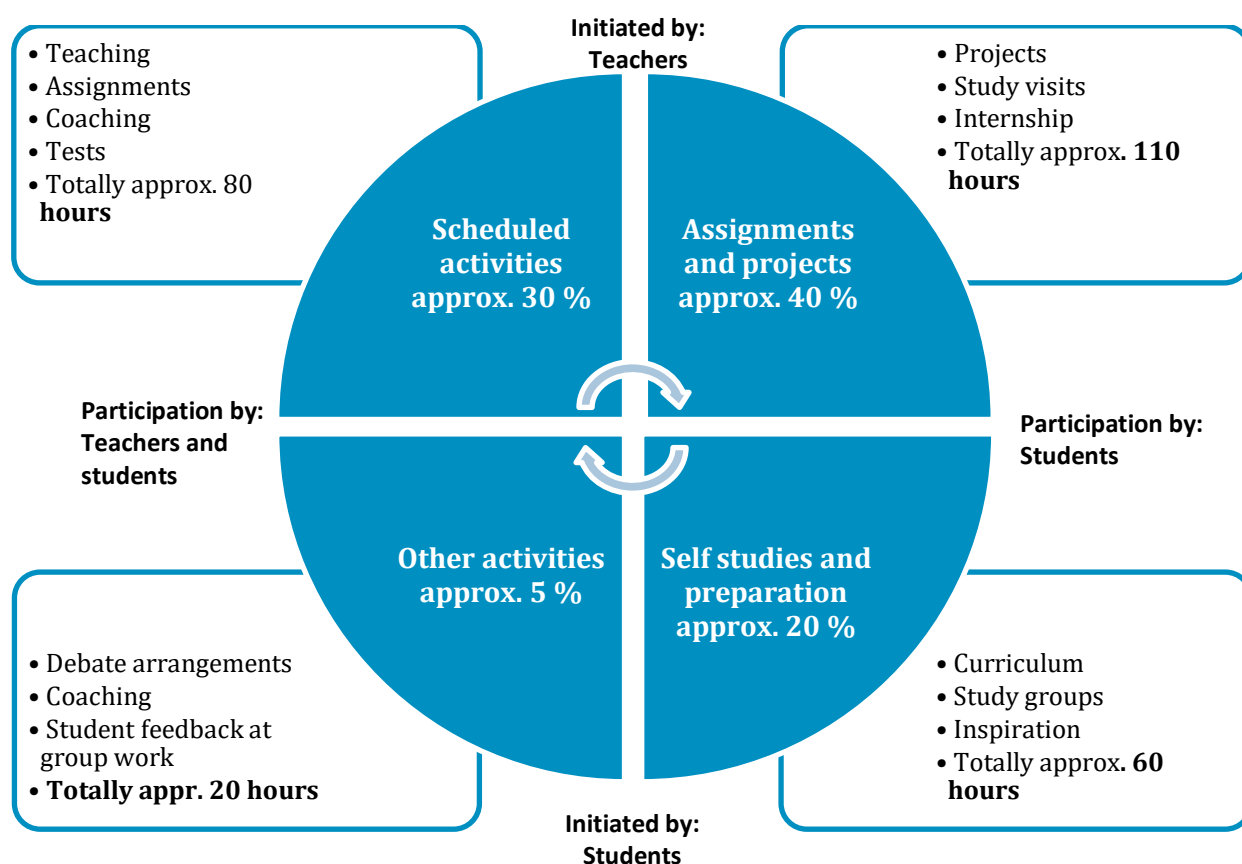 Initiated by:
Teachers
• Teaching
• Assignments
• Coaching
• Tests
• Totally approx. 80
hours
• Projects
• Study visits
• Internship
• Totally approx. 110
hours
Scheduled
activities
approx. 30 %
Assignments
and projects
approx. 40 %
Participation by:
Teachers and
students
Participation by:
Students
Other activities
approx. 5 %
Self studies and
preparation
approx. 20 %
• Debate arrangements
• Coaching
• Student feedback at
group work
• Totally appr. 20 hours
• Curriculum
• Study groups
• Inspiration
• Totally approx. 60
hours
Initiated by:
Students